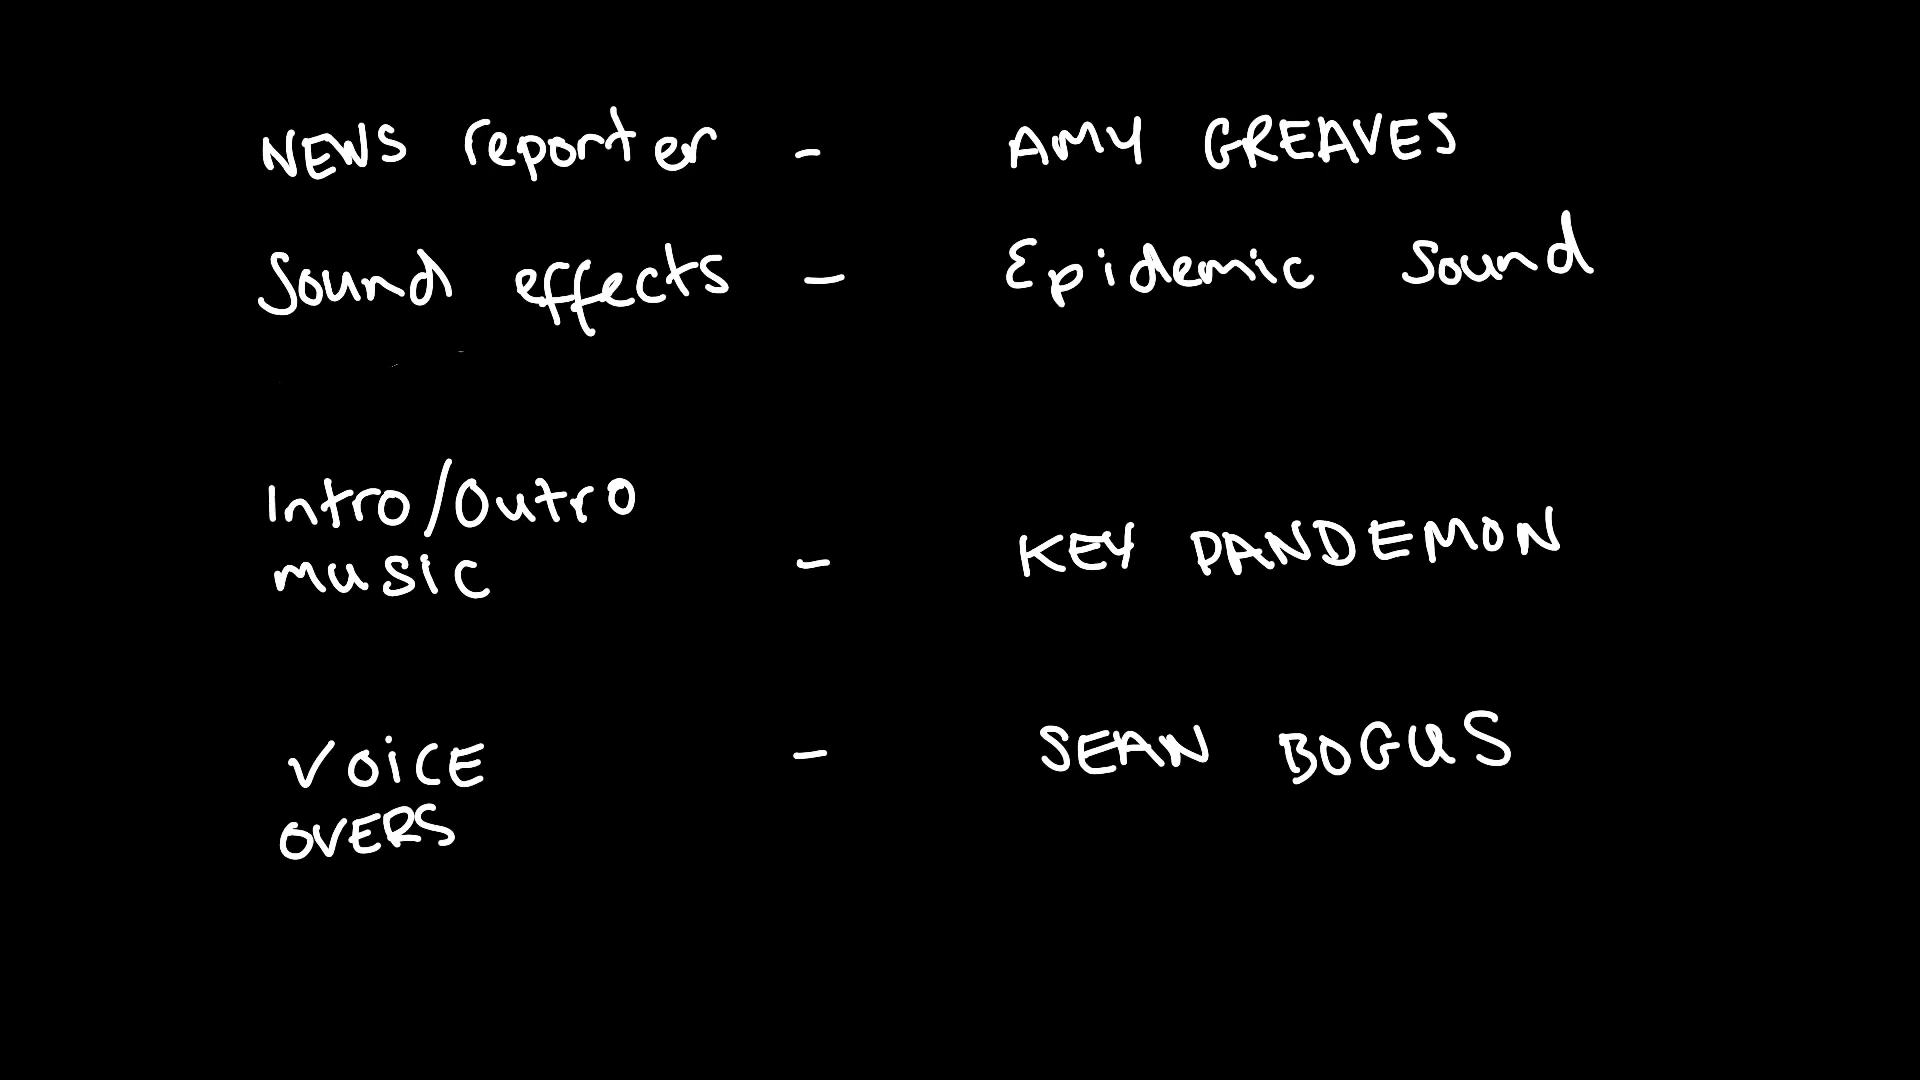 NEWS reporter - AMY GREAVES
Sound effects - Epidemic Sound
Intro/Outro
music - KEY PANDEMON
VOiCE - SEAN BOGUS
OVERS